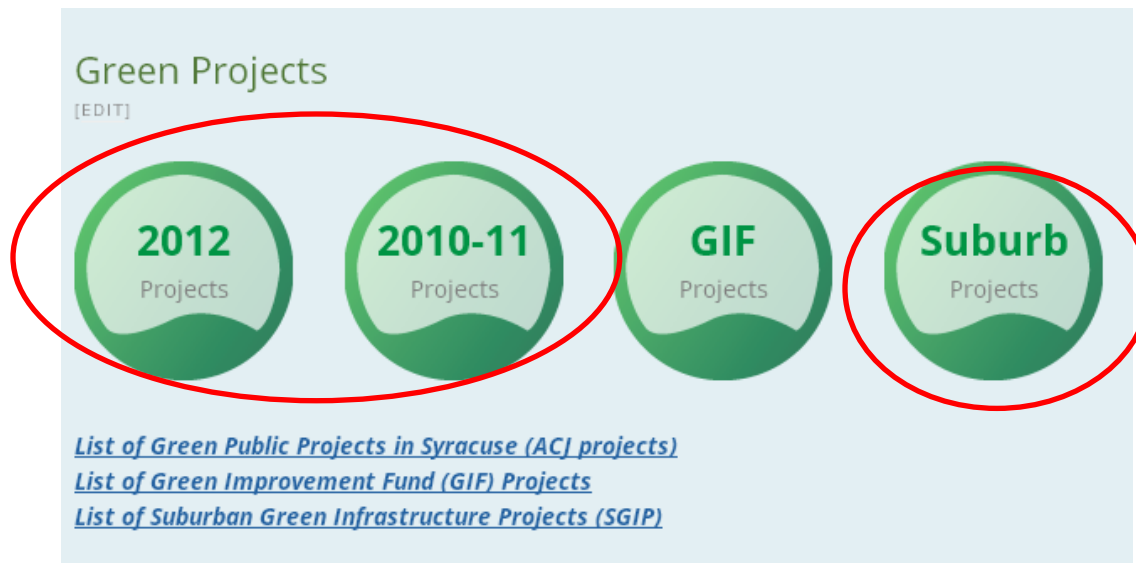 Green Projects
[EDIT]
2012 2010-11 GIF Suburb
Projects Projects Projects Projects
List of Green Public Projects in Syracuse (ACJ projects)
List of Green Improvement Fund (GIF) Projects
List of Suburban Green Infrastructure Projects (SGIP)